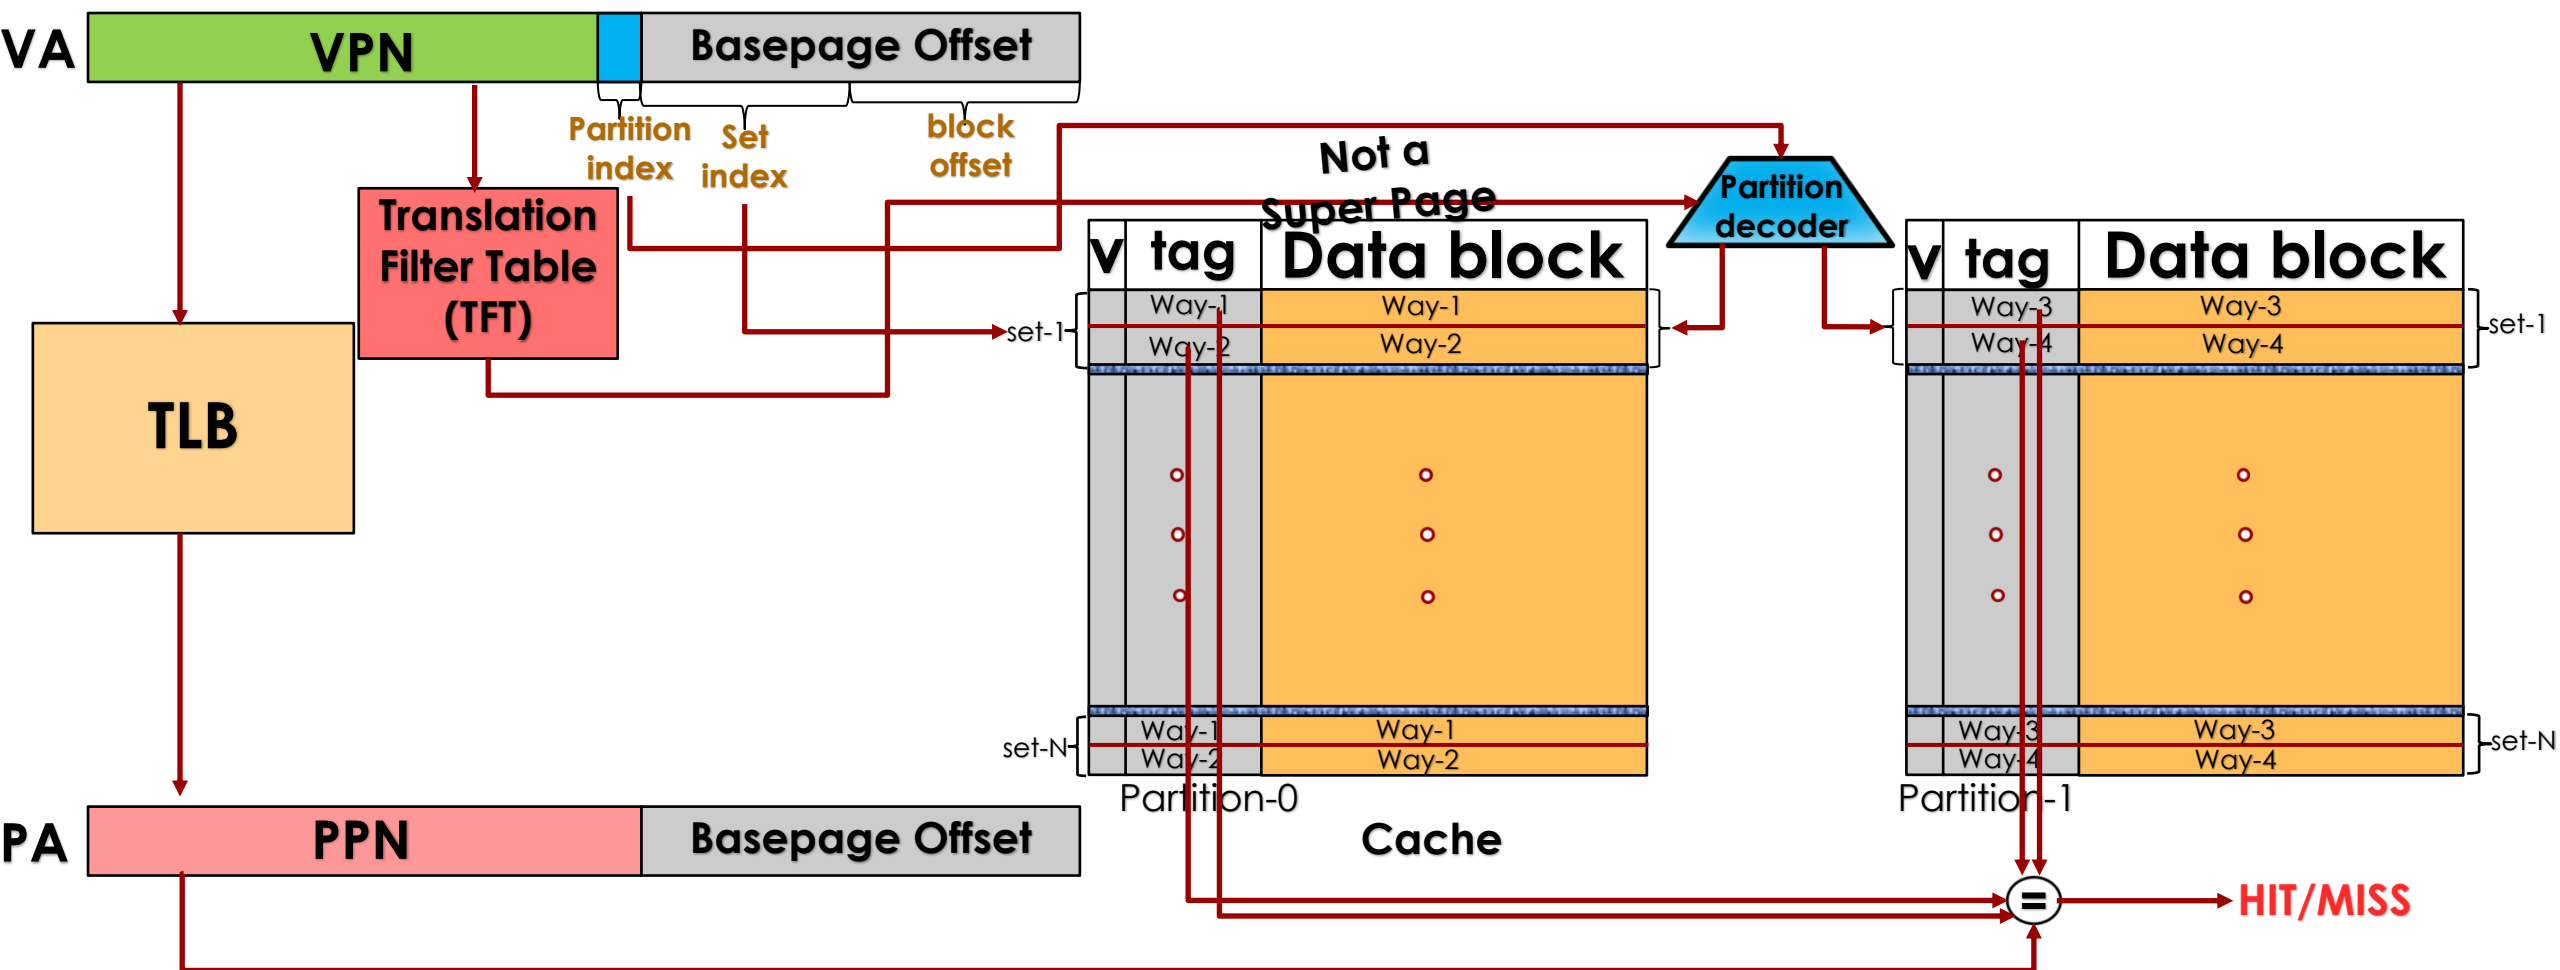 VA
VPN
Basepage Offset
Partition
index
Set
index
block
offset
Not a
Super Page
Partition
decoder
Translation
Filter Table
(TFT)
TLB
v
tag
Data block
set-1
Way-1
Way-1
Way-2
Way-2
set-N
Way-1
Way-1
Way-2
Way-2
Partition-0
v
tag
Data block
Way-3
Way-3
set-1
Way-4
Way-4
Way-3
Way-3
set-N
Way-4
Way-4
Partition-1
Cache
PA
PPN
Basepage Offset
=
HIT/MISS